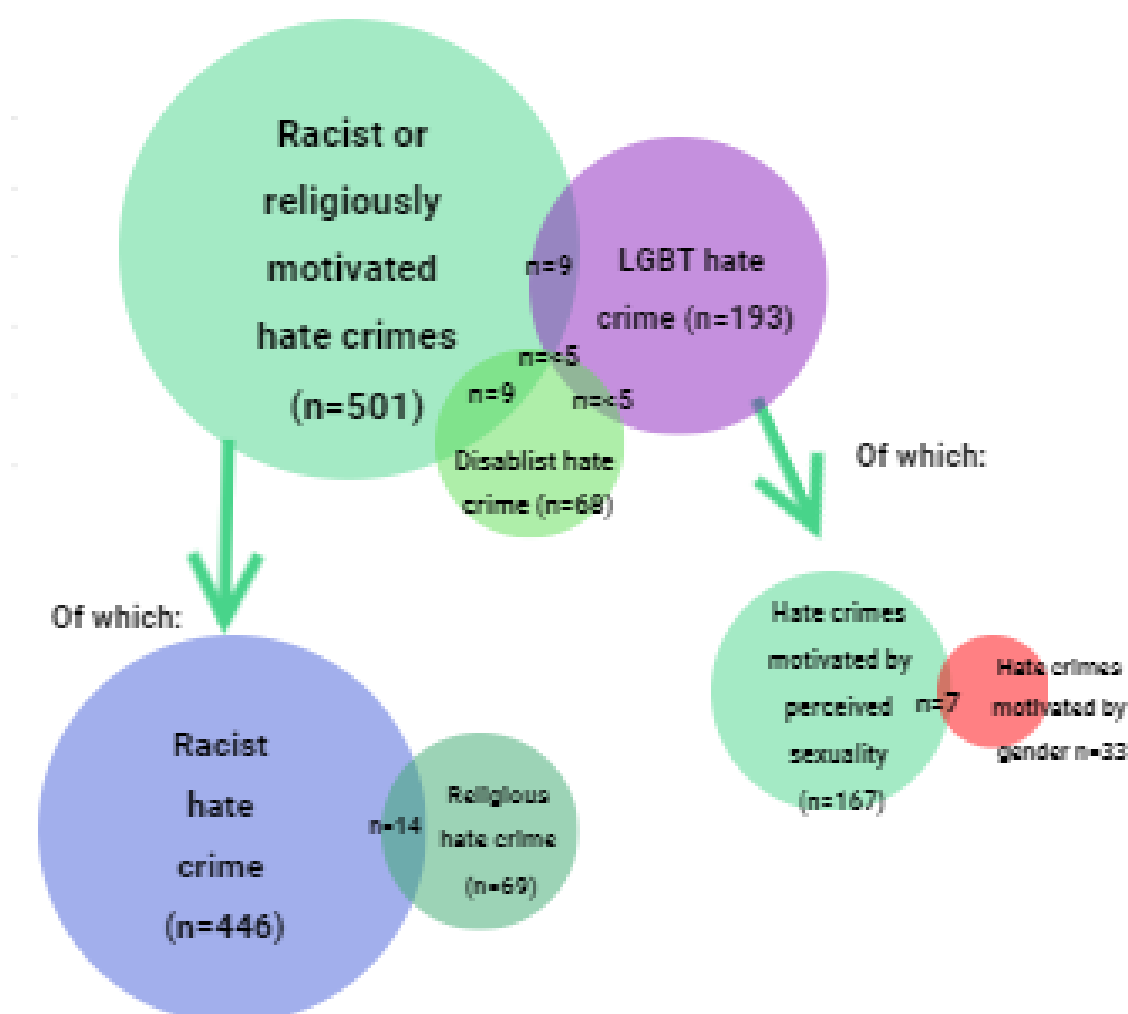 Racist or
religiously
motivated
hate crimes
(n=501)
n=9
LGBT hate
crime (n=193)
n=<5
n=9
n=<5
Disablist hate
crime (n=68)
Of which:
Of which:
Hate crimes
motivated by
perceived
sexuality
(n=167)
n=7
Hate crimes
motivated by
gender n=33
Racist
hate
crime
(n=446)
n=14
Religious
hate crime
(n=69)